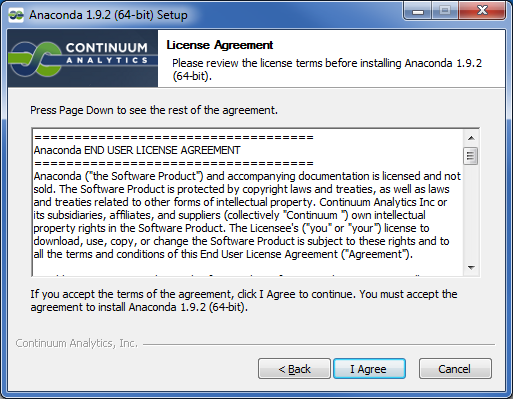 Anaconda 1.9.2 (64-bit) Setup
CONTINUUM
ANALYTICS
License Agreement
Please review the license terms before installing Anaconda 1.9.2
(64-bit).
Press Page Down to see the rest of the agreement.
===================================
Anaconda END USER LICENSE AGREEMENT
===================================
Anaconda ("the Software Product") and accompanying documentation is licensed and not
sold. The Software Product is protected by copyright laws and treaties, as well as laws
and treaties related to other forms of intellectual property. Continuum Analytics Inc or
its subsidiaries, affiliates, and suppliers (collectively "Continuum ") own intellectual
property rights in the Software Product. The Licensee's ("you" or "your") license to
download, use, copy, or change the Software Product is subject to these rights and to
all the terms and conditions of this End User License Agreement ("Agreement").
If you accept the terms of the agreement, click I Agree to continue. You must accept the
agreement to install Anaconda 1.9.2 (64-bit).
Continuum Analytics, Inc.
< Back
I Agree
Cancel